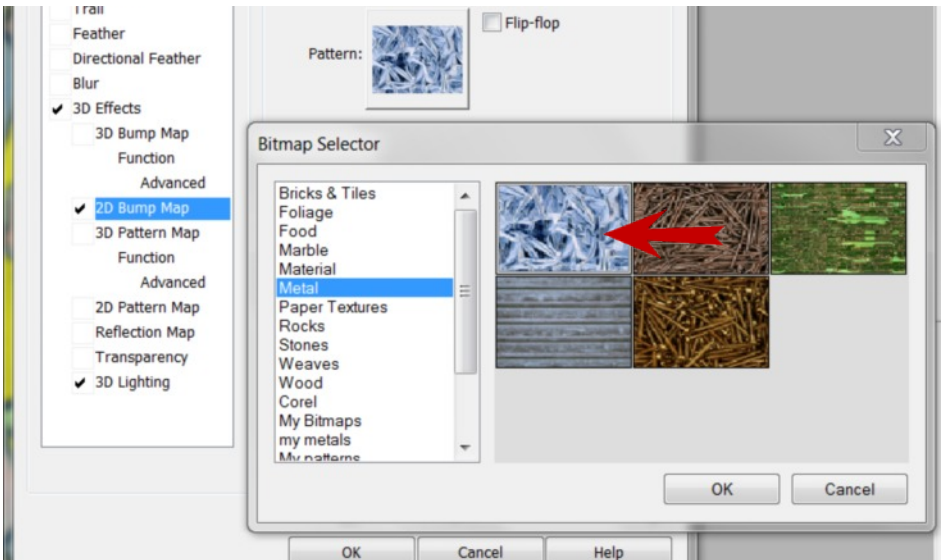 Trail
Feather
Directional Feather
Blur
3D Effects
3D Bump Map
Function
Advanced
2D Bump Map
3D Pattern Map
Function
Advanced
2D Pattern Map
Reflection Map
Transparency
3D Lighting
Pattern:
Flip-flop
Bitmap Selector
Bricks & Tiles
Foliage
Food
Marble
Material
Metal
Paper Textures
Rocks
Stones
Weaves
Wood
Corel
My Bitmaps
my metals
My patterns
OK
Cancel
OK
Cancel
Help